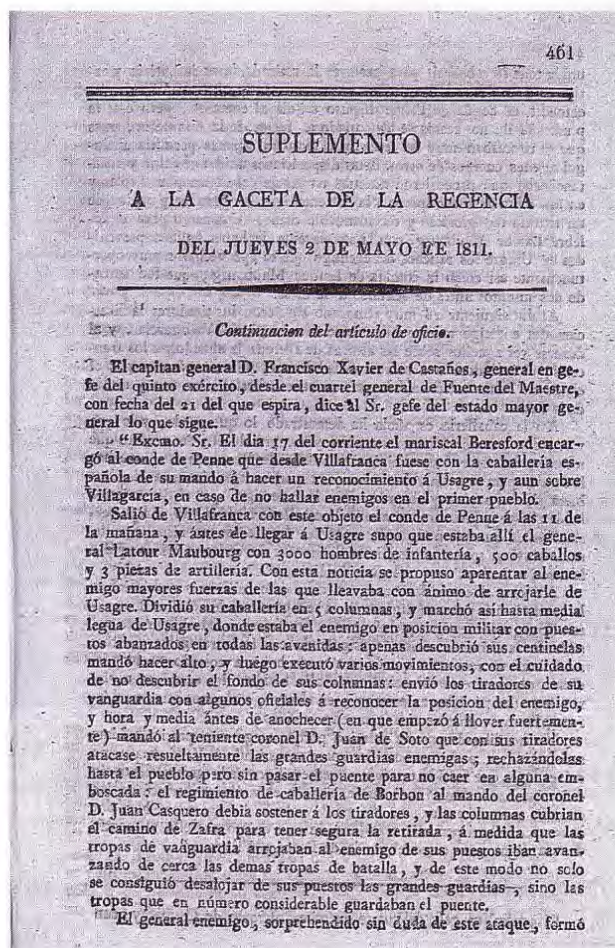 461
SUPLEMENTO
A LA GACETA DE LA REGENCIA
DEL JUEVES 2 DE MAYO EE 1811.
Continuacion del artículo de oficio.
El capitan general D. Francisco Xavier de Castaños, general en ge-
fe del quinto exército, desde el cuartel general de Fuente del Maestre,
con fecha del 21 del que espira, dice al Sr. gefe del estado mayor ge-
neral lo que sigue.
"Excmo. Sr. El dia 17 del corriente el mariscal Beresford encar-
gó al conde de Penne que desde Villafranca fuese con la caballería es-
pañola de su mando á hacer un reconocimiento á Usagre, y aun sobre
Villagarcía, en caso de no hallar enemigos en el primer pueblo.
Salió de Villafranca con este objeto el conde de Penne á las 11 de
la mañana, y ántes de llegar á Usagre supo que estaba allí el gene-
ral Latour Maubourg con 3000 hombres de infantería, 500 caballos
y 3 piezas de artillería. Con esta noticia se propuso aparentar al ene-
migo mayores fuerzas de las que lleavaba con ánimo de arrojarle de
Usagre. Dividió su caballería en 5 columnas, y marchó así hasta media
legua de Usagre, donde estaba el enemigo en posicion militar con pues-
tos abanzados en todas las avenidas: apenas descubrió sus centinelas
mandó hacer alto, y luego executó varios movimientos, con el cuidado
de no descubrir el fondo de sus colnmnas: envió los tiradores de su
vanguardia con algunos oficiales á reconocer la posicion del enemigo,
y hora y media ántes de anochecer (en que empezó á llover fuertemen-
te) mandó al teniente coronel D. Juan de Soto que con sus tiradores
atacase resueltamente las grandes guardias enemigas, rechazándolas
hasta el pueblo pero sin pasar el puente para no caer en alguna em-
boscada: el regimiento de caballería de Borbon al mando del coronel
D. Juan Casquero debia sostener á los tiradores, y las columnas cubrian
el camino de Zafra para tener segura la retirada, á medida que las
tropas de vanguardia arrojaban al enemigo de sus puestos iban avan-
zando de cerca las demas tropas de batalla, y de este modo no solo
se consiguió desalojar de sus puestos las grandes guardias, sino las
tropas que en número considerable guardaban el puente.
El general enemigo, sorprehendido sin duda de este ataque, formó